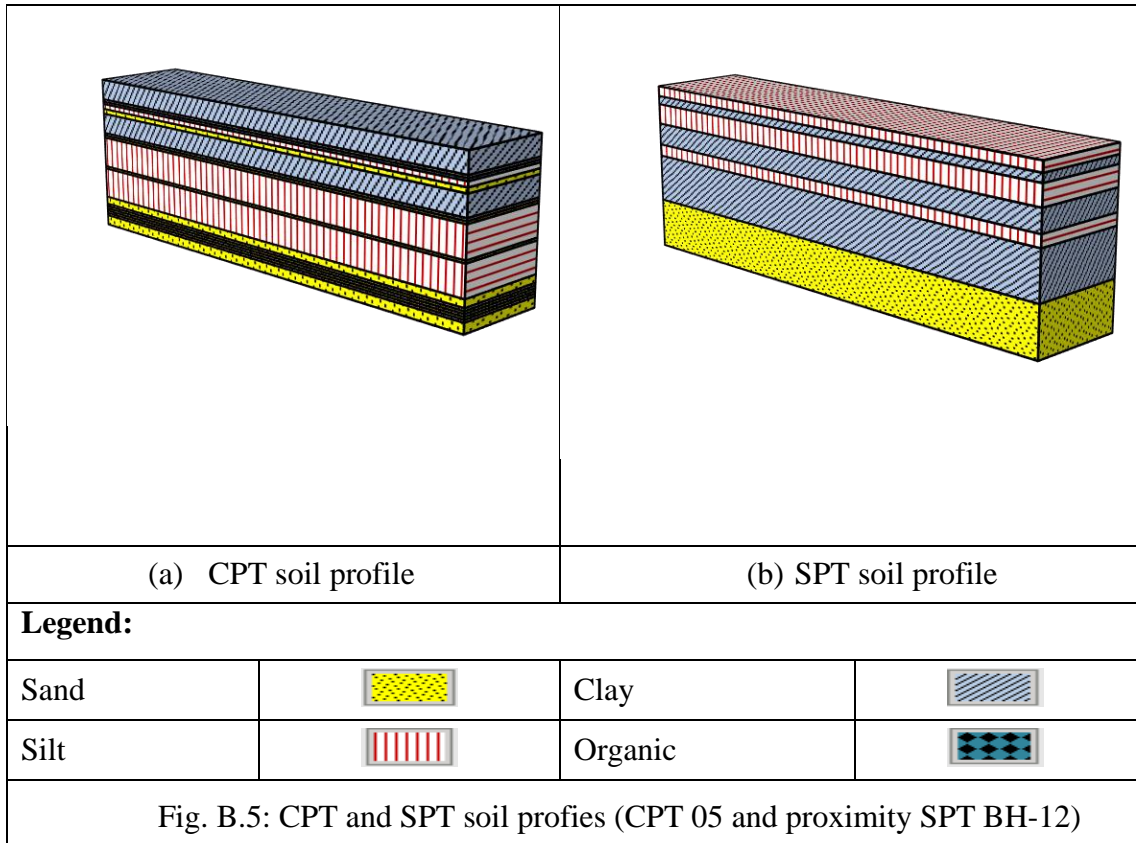 (a) CPT soil profile
(b) SPT soil profile
Legend:
Sand
Clay
Silt
Organic
Fig. B.5: CPT and SPT soil profies (CPT 05 and proximity SPT BH-12)